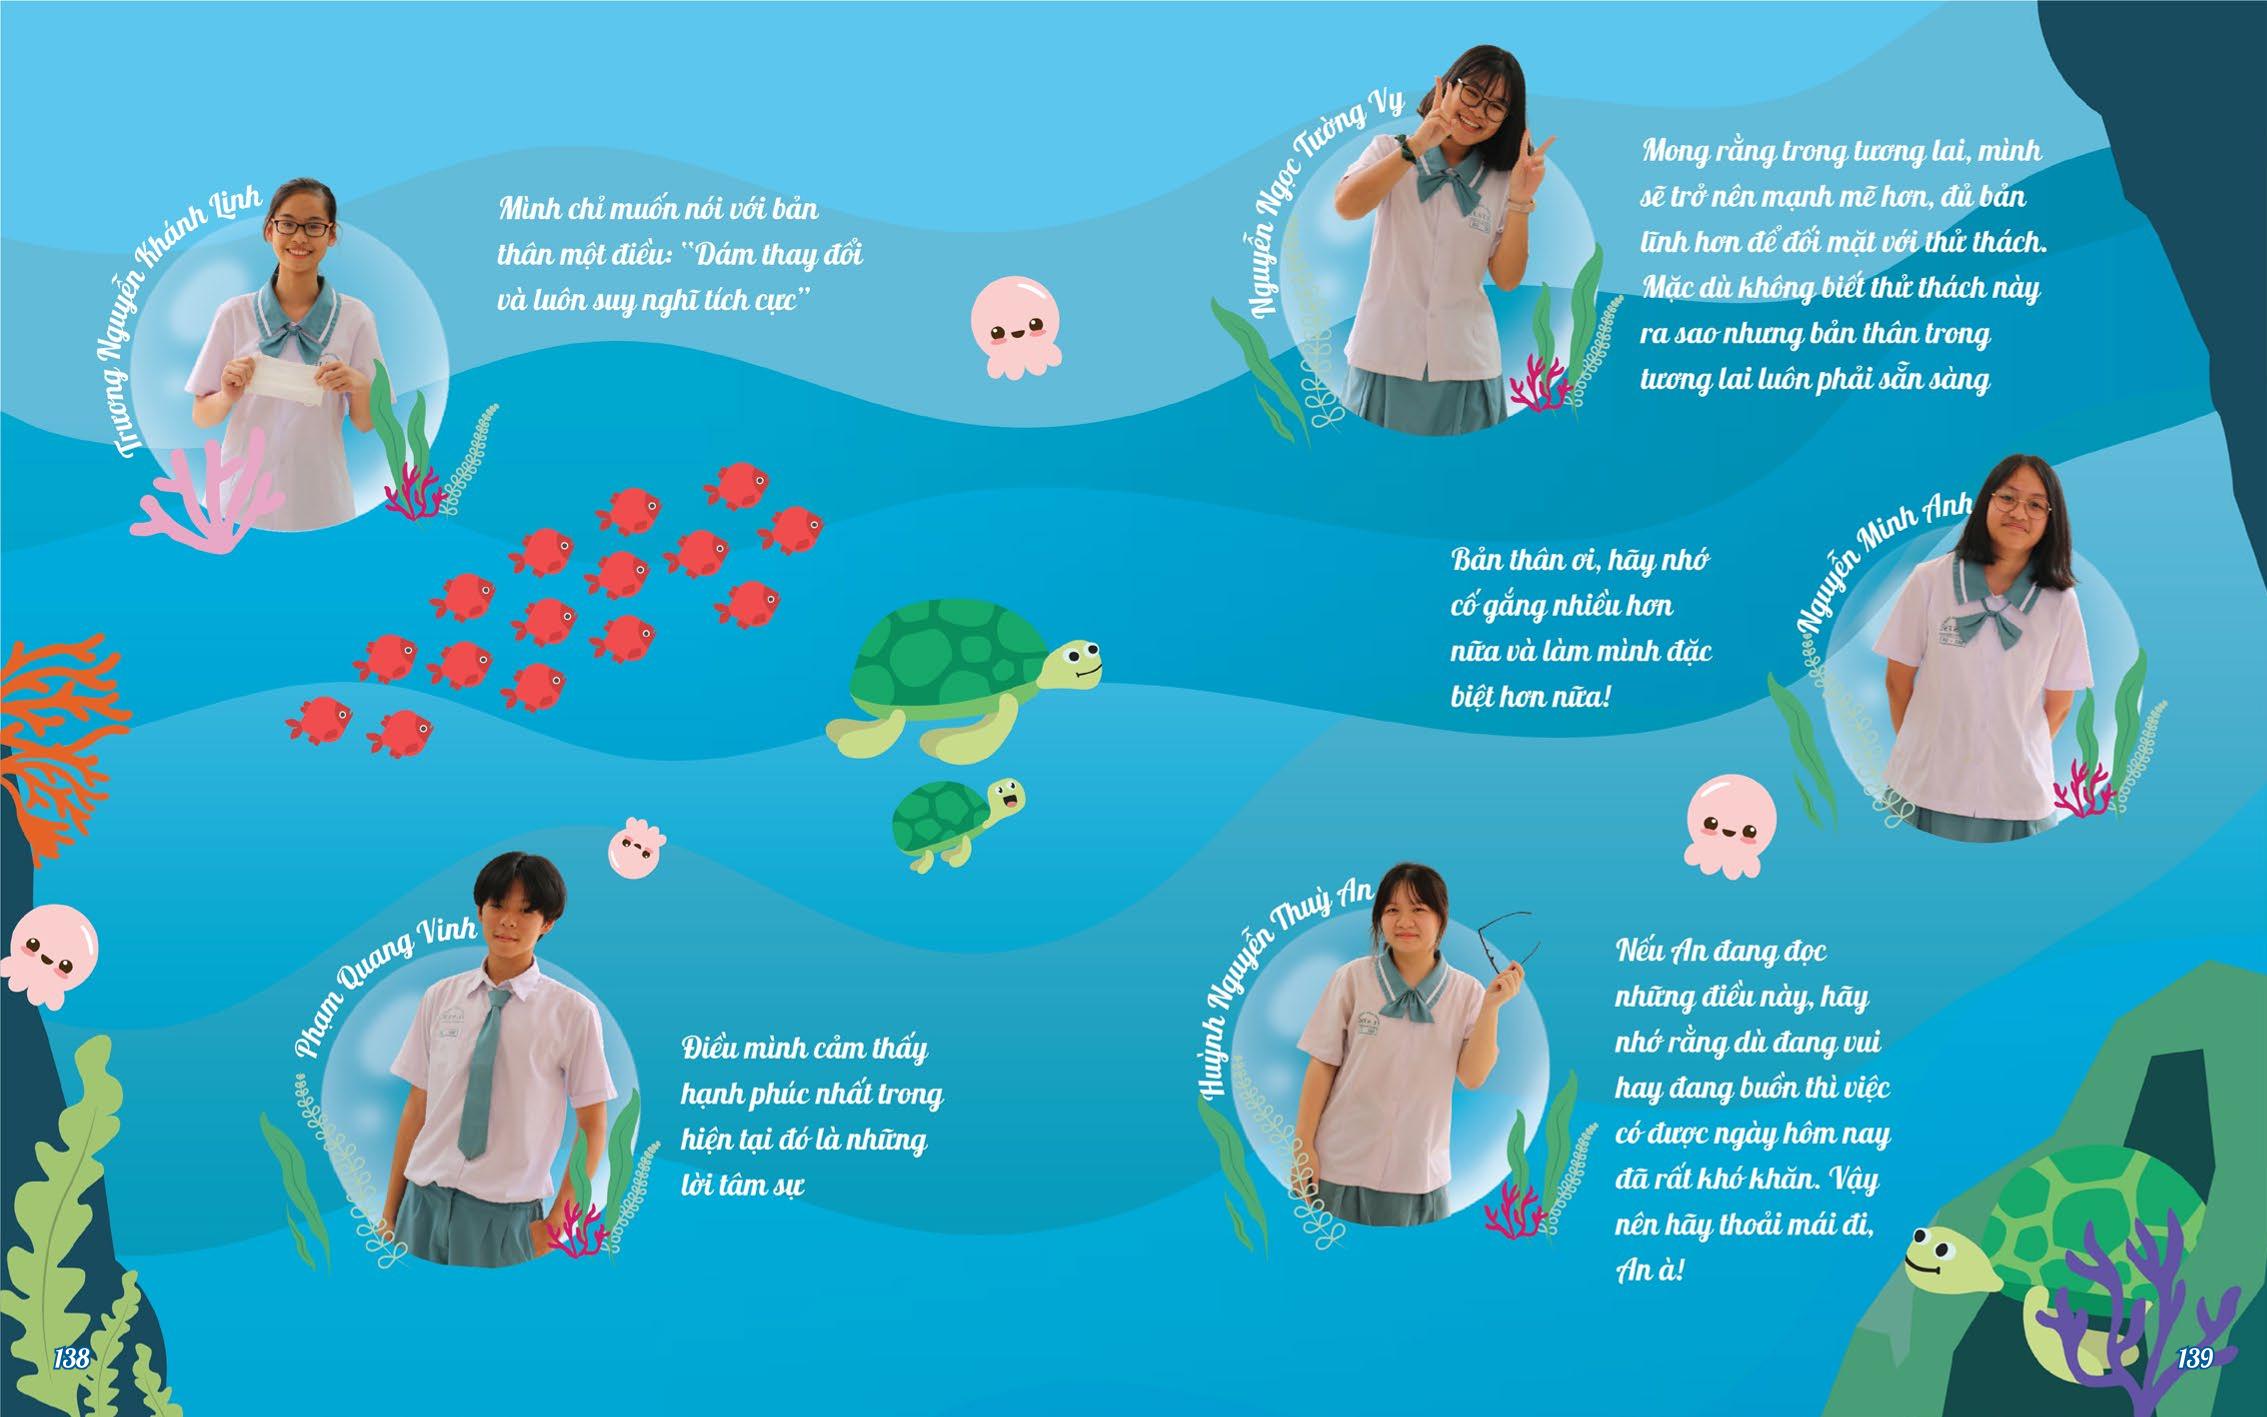 Trương Nguyễn Khánh Linh
Mình chỉ muốn nói với bản
thân một điều: "Dám thay đổi
và luôn suy nghĩ tích cực"
Phạm Quang Vinh
Điều mình cảm thấy
hạnh phúc nhất trong
hiện tại đó là những
lời tâm sự
138
Nguyễn Ngọc Tường Vy
Mong rằng trong tương lai, mình
sẽ trở nên mạnh mẽ hơn, đủ bản
lĩnh hơn để đối mặt với thử thách.
Mặc dù không biết thử thách này
ra sao nhưng bản thân trong
tương lai luôn phải sẵn sàng
Nguyễn Minh Anh
Bản thân ơi, hãy nhớ
cố gắng nhiều hơn
nữa và làm mình đặc
biệt hơn nữa!
Huỳnh Nguyễn Thuỳ An
Nếu An đang đọc
những điều này, hãy
nhớ rằng dù đang vui
hay đang buồn thì việc
có được ngày hôm nay
đã rất khó khăn. Vậy
nên hãy thoải mái đi,
An à!
139